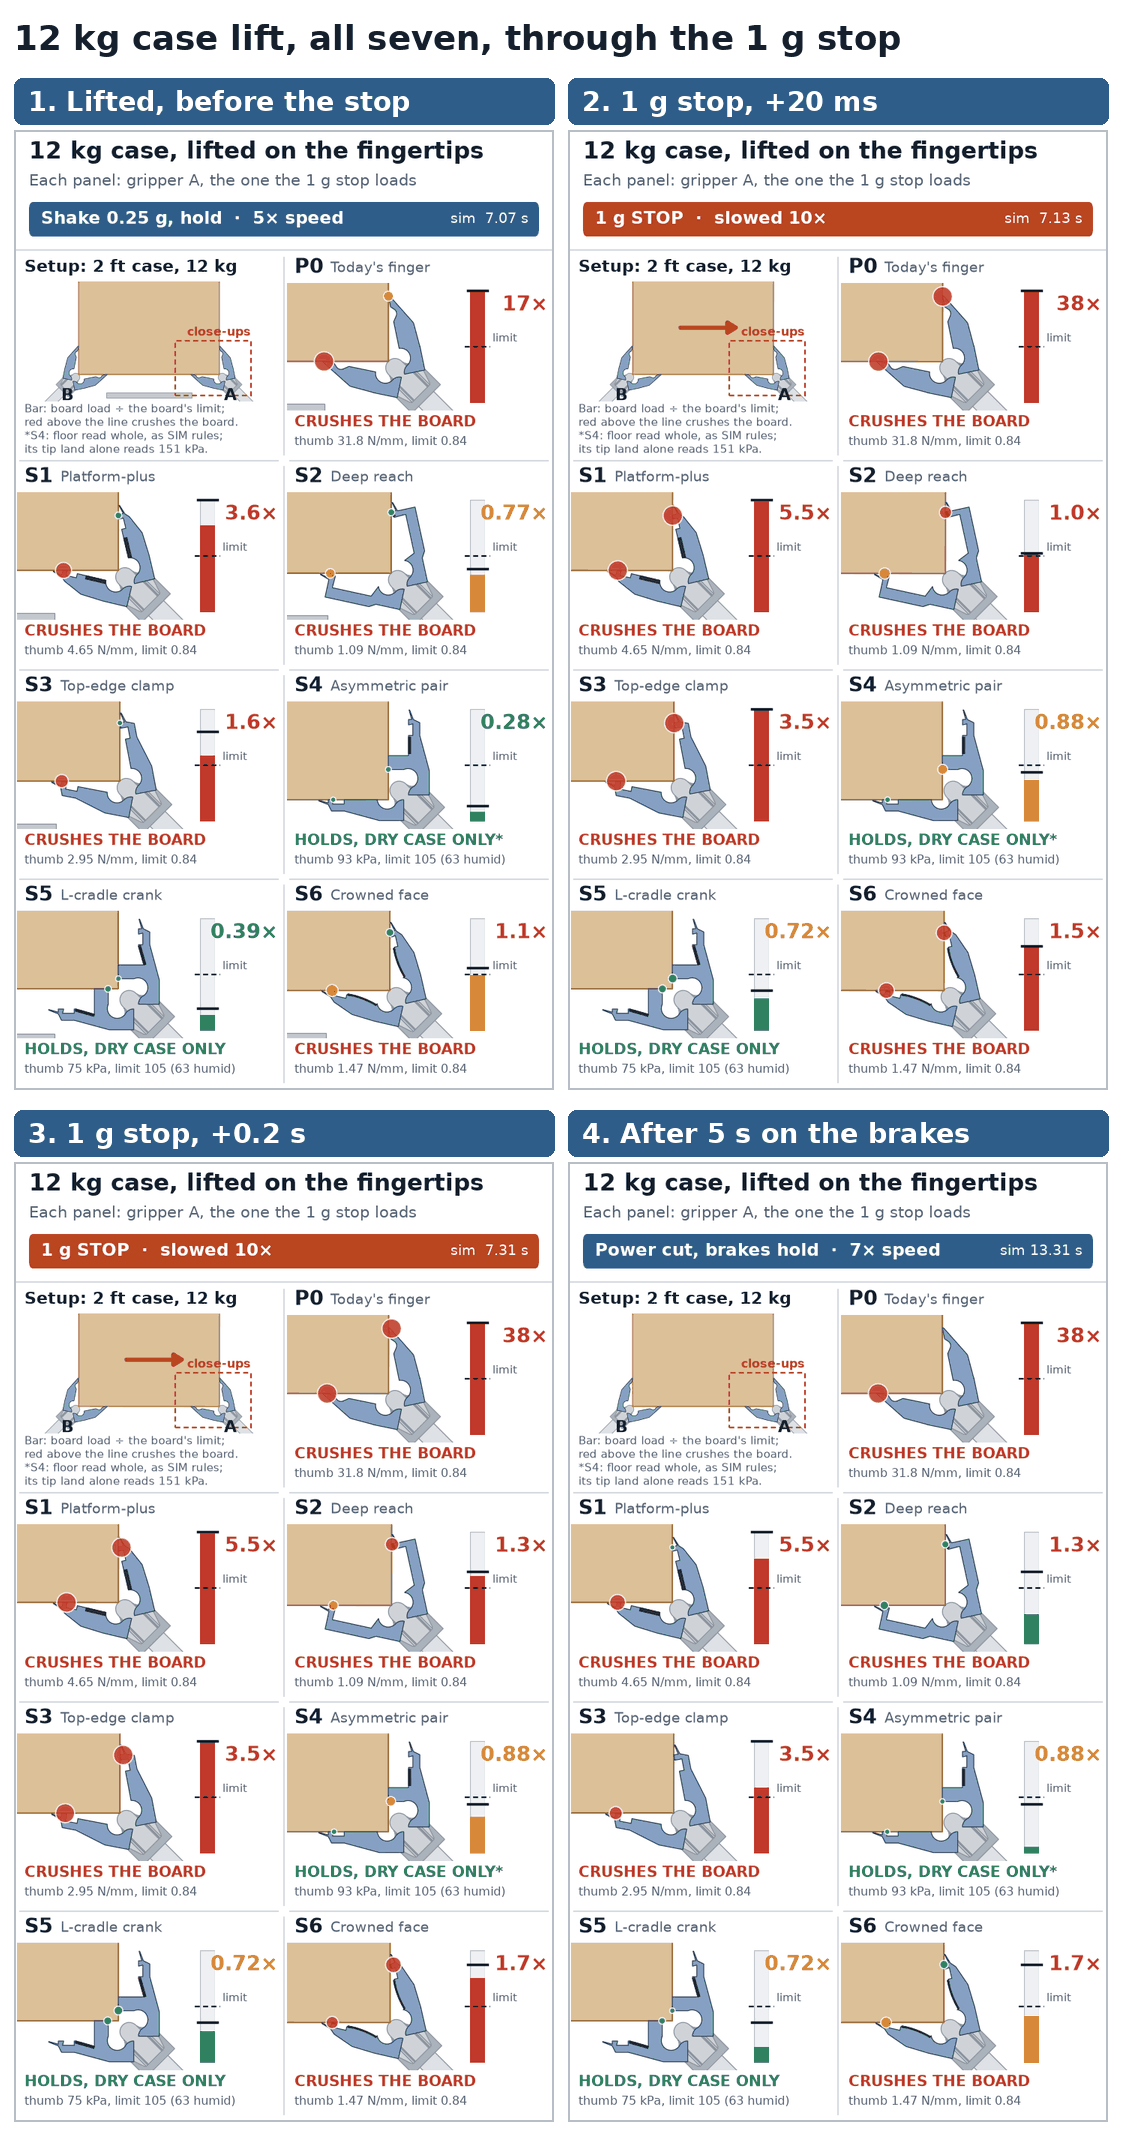 12 kg case lift, all seven, through the 1 g stop
1. Lifted, before the stop
12 kg case, lifted on the fingertips
Each panel: gripper A, the one the 1 g stop loads
Shake 0.25 g, hold · 5× speed sim 7.07 s
Setup: 2 ft case, 12 kg
close-ups
B A
Bar: board load ÷ the board's limit;
red above the line crushes the board.
*S4: floor read whole, as SIM rules;
its tip land alone reads 151 kPa.
P0 Today's finger
17×
limit
CRUSHES THE BOARD
thumb 31.8 N/mm, limit 0.84
S1 Platform-plus
3.6×
limit
CRUSHES THE BOARD
thumb 4.65 N/mm, limit 0.84
S2 Deep reach
0.77×
limit
CRUSHES THE BOARD
thumb 1.09 N/mm, limit 0.84
S3 Top-edge clamp
1.6×
limit
CRUSHES THE BOARD
thumb 2.95 N/mm, limit 0.84
S4 Asymmetric pair
0.28×
limit
HOLDS, DRY CASE ONLY*
thumb 93 kPa, limit 105 (63 humid)
S5 L-cradle crank
0.39×
limit
HOLDS, DRY CASE ONLY
thumb 75 kPa, limit 105 (63 humid)
S6 Crowned face
1.1×
limit
CRUSHES THE BOARD
thumb 1.47 N/mm, limit 0.84
2. 1 g stop, +20 ms
12 kg case, lifted on the fingertips
Each panel: gripper A, the one the 1 g stop loads
1 g STOP · slowed 10× sim 7.13 s
Setup: 2 ft case, 12 kg
close-ups
B A
Bar: board load ÷ the board's limit;
red above the line crushes the board.
*S4: floor read whole, as SIM rules;
its tip land alone reads 151 kPa.
P0 Today's finger
38×
limit
CRUSHES THE BOARD
thumb 31.8 N/mm, limit 0.84
S1 Platform-plus
5.5×
limit
CRUSHES THE BOARD
thumb 4.65 N/mm, limit 0.84
S2 Deep reach
1.0×
limit
CRUSHES THE BOARD
thumb 1.09 N/mm, limit 0.84
S3 Top-edge clamp
3.5×
limit
CRUSHES THE BOARD
thumb 2.95 N/mm, limit 0.84
S4 Asymmetric pair
0.88×
limit
HOLDS, DRY CASE ONLY*
thumb 93 kPa, limit 105 (63 humid)
S5 L-cradle crank
0.72×
limit
HOLDS, DRY CASE ONLY
thumb 75 kPa, limit 105 (63 humid)
S6 Crowned face
1.5×
limit
CRUSHES THE BOARD
thumb 1.47 N/mm, limit 0.84
3. 1 g stop, +0.2 s
12 kg case, lifted on the fingertips
Each panel: gripper A, the one the 1 g stop loads
1 g STOP · slowed 10× sim 7.31 s
Setup: 2 ft case, 12 kg
close-ups
B A
Bar: board load ÷ the board's limit;
red above the line crushes the board.
*S4: floor read whole, as SIM rules;
its tip land alone reads 151 kPa.
P0 Today's finger
38×
limit
CRUSHES THE BOARD
thumb 31.8 N/mm, limit 0.84
S1 Platform-plus
5.5×
limit
CRUSHES THE BOARD
thumb 4.65 N/mm, limit 0.84
S2 Deep reach
1.3×
limit
CRUSHES THE BOARD
thumb 1.09 N/mm, limit 0.84
S3 Top-edge clamp
3.5×
limit
CRUSHES THE BOARD
thumb 2.95 N/mm, limit 0.84
S4 Asymmetric pair
0.88×
limit
HOLDS, DRY CASE ONLY*
thumb 93 kPa, limit 105 (63 humid)
S5 L-cradle crank
0.72×
limit
HOLDS, DRY CASE ONLY
thumb 75 kPa, limit 105 (63 humid)
S6 Crowned face
1.7×
limit
CRUSHES THE BOARD
thumb 1.47 N/mm, limit 0.84
4. After 5 s on the brakes
12 kg case, lifted on the fingertips
Each panel: gripper A, the one the 1 g stop loads
Power cut, brakes hold · 7× speed sim 13.31 s
Setup: 2 ft case, 12 kg
close-ups
B A
Bar: board load ÷ the board's limit;
red above the line crushes the board.
*S4: floor read whole, as SIM rules;
its tip land alone reads 151 kPa.
P0 Today's finger
38×
limit
CRUSHES THE BOARD
thumb 31.8 N/mm, limit 0.84
S1 Platform-plus
5.5×
limit
CRUSHES THE BOARD
thumb 4.65 N/mm, limit 0.84
S2 Deep reach
1.3×
limit
CRUSHES THE BOARD
thumb 1.09 N/mm, limit 0.84
S3 Top-edge clamp
3.5×
limit
CRUSHES THE BOARD
thumb 2.95 N/mm, limit 0.84
S4 Asymmetric pair
0.88×
limit
HOLDS, DRY CASE ONLY*
thumb 93 kPa, limit 105 (63 humid)
S5 L-cradle crank
0.72×
limit
HOLDS, DRY CASE ONLY
thumb 75 kPa, limit 105 (63 humid)
S6 Crowned face
1.7×
limit
CRUSHES THE BOARD
thumb 1.47 N/mm, limit 0.84